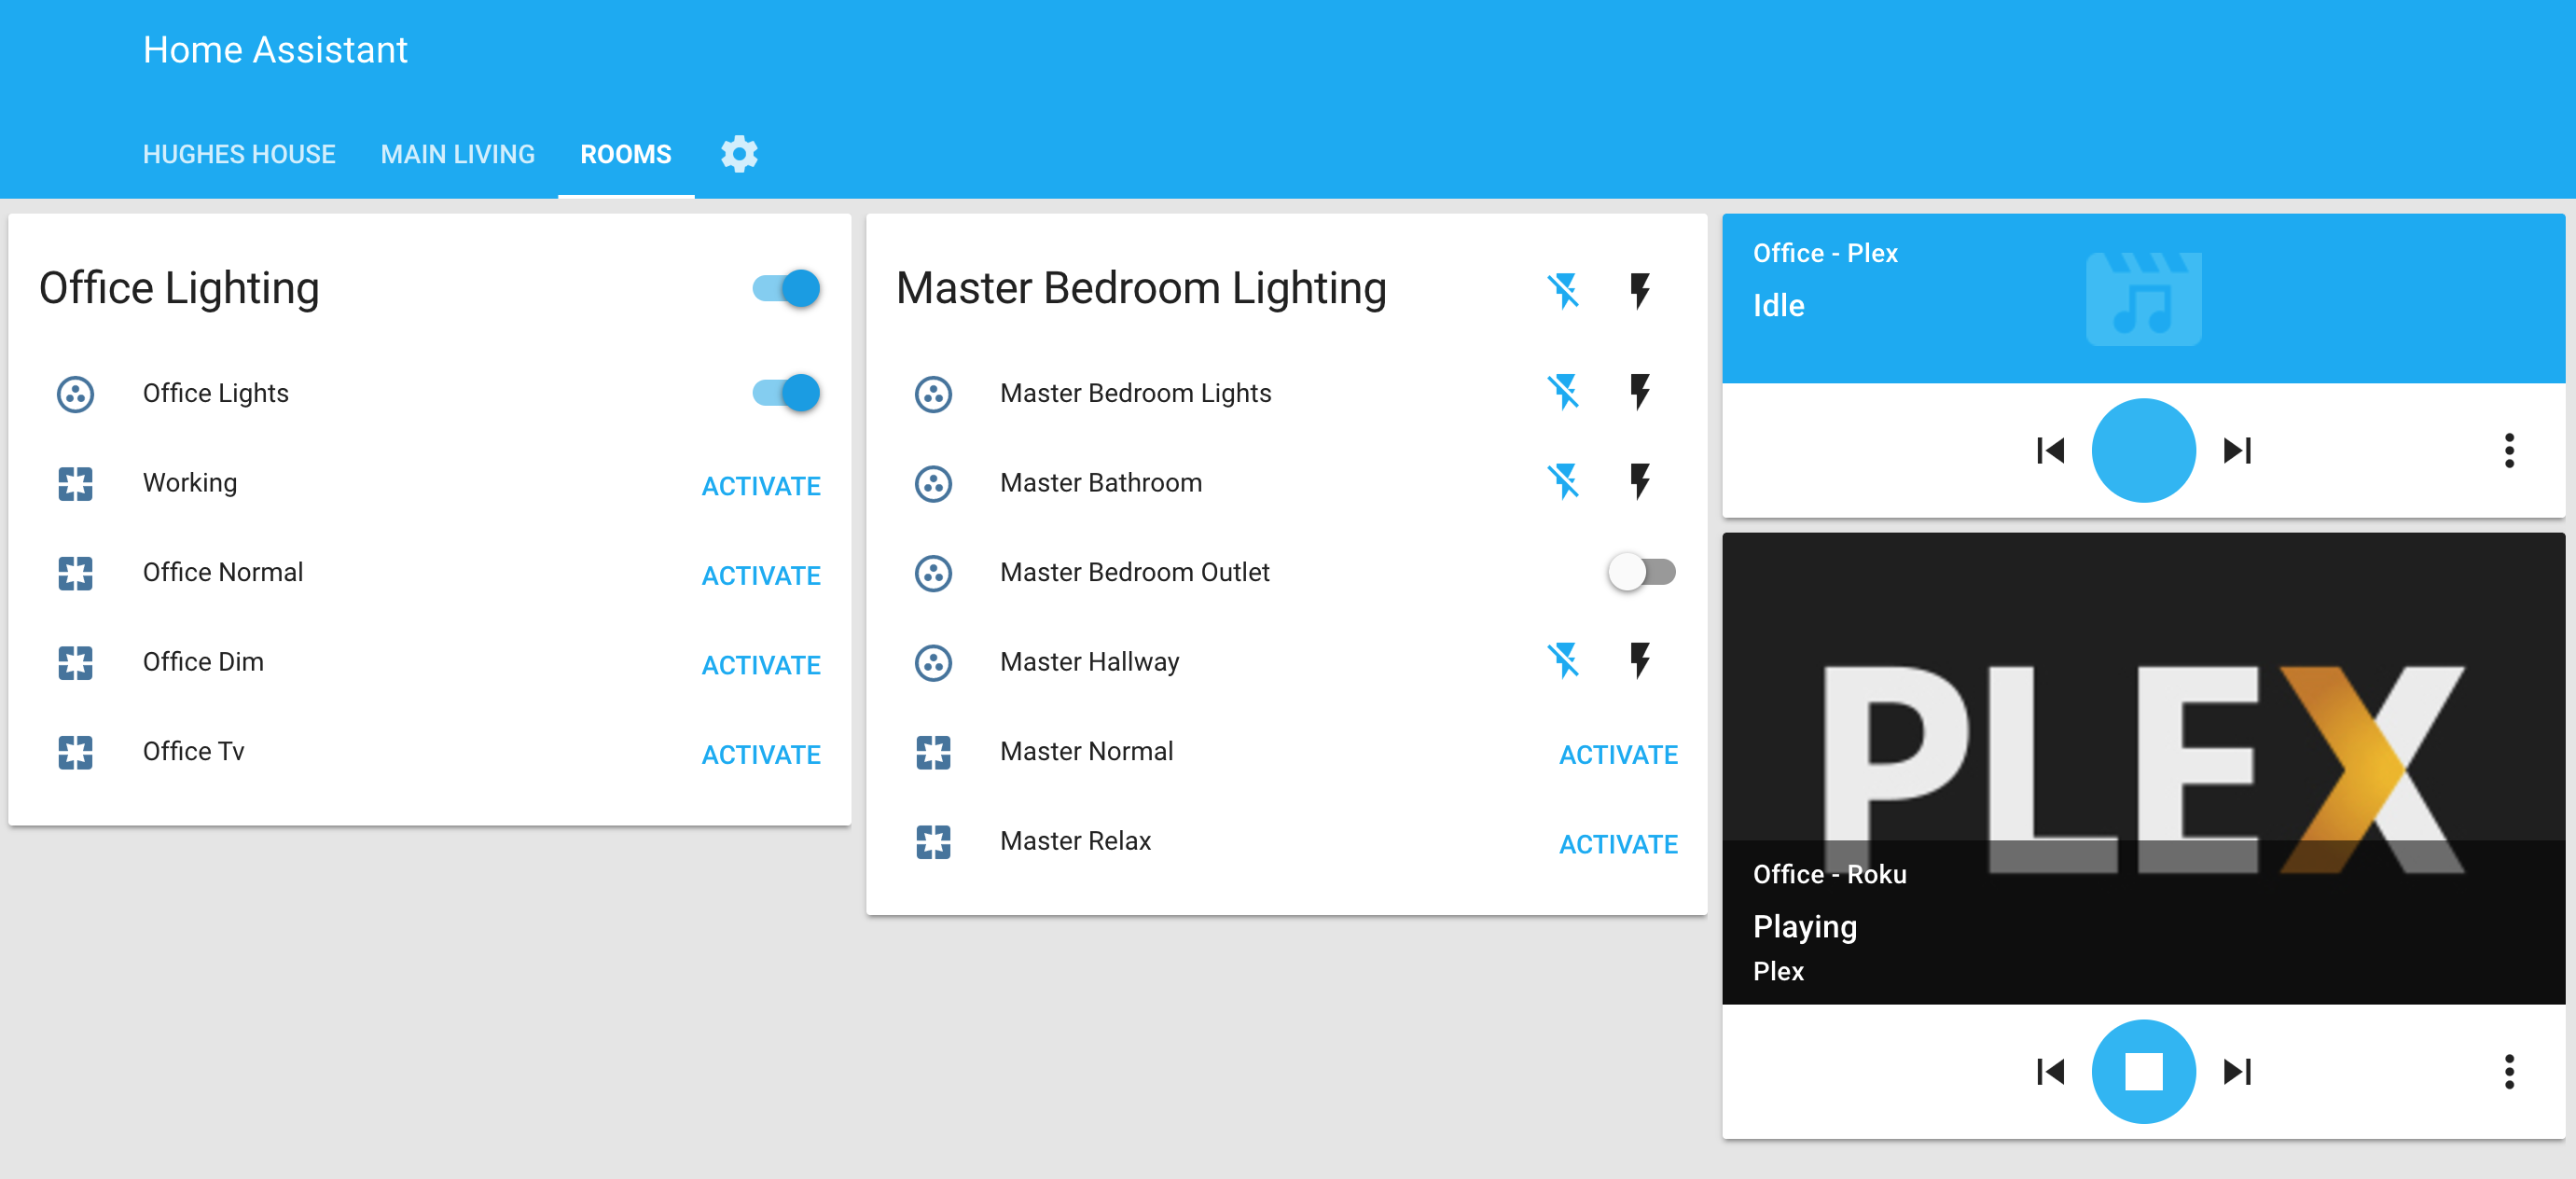 Home Assistant
HUGHES HOUSE MAIN LIVING ROOMS
Office Lighting
Office Lights
Working ACTIVATE
Office Normal ACTIVATE
Office Dim ACTIVATE
Office Tv ACTIVATE
Master Bedroom Lighting
Master Bedroom Lights
Master Bathroom
Master Bedroom Outlet
Master Hallway
Master Normal ACTIVATE
Master Relax ACTIVATE
Office - Plex
Idle
PLEX
Office - Roku
Playing
Plex